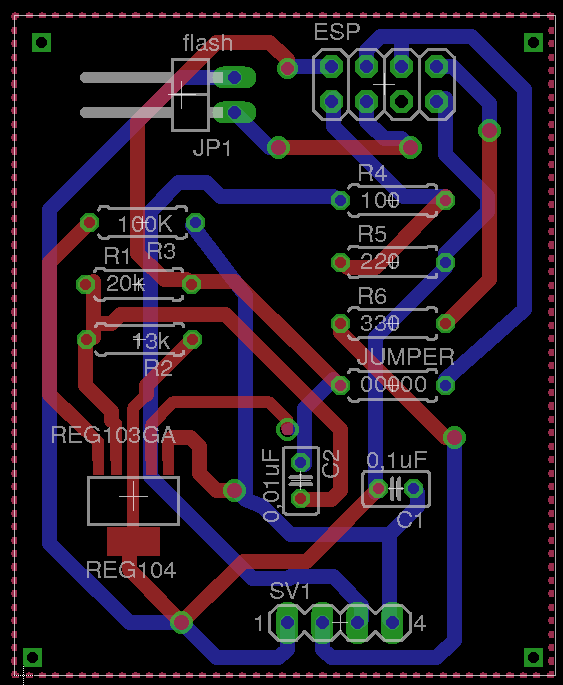 flash
ESP
JP1
R4
100
100K
R3
R5
R1
220
20k
R6
330
13k
R2
JUMPER
00000
REG103GA
C2
0,01uF
0,1uF
C1
REG104
SV1
1
4